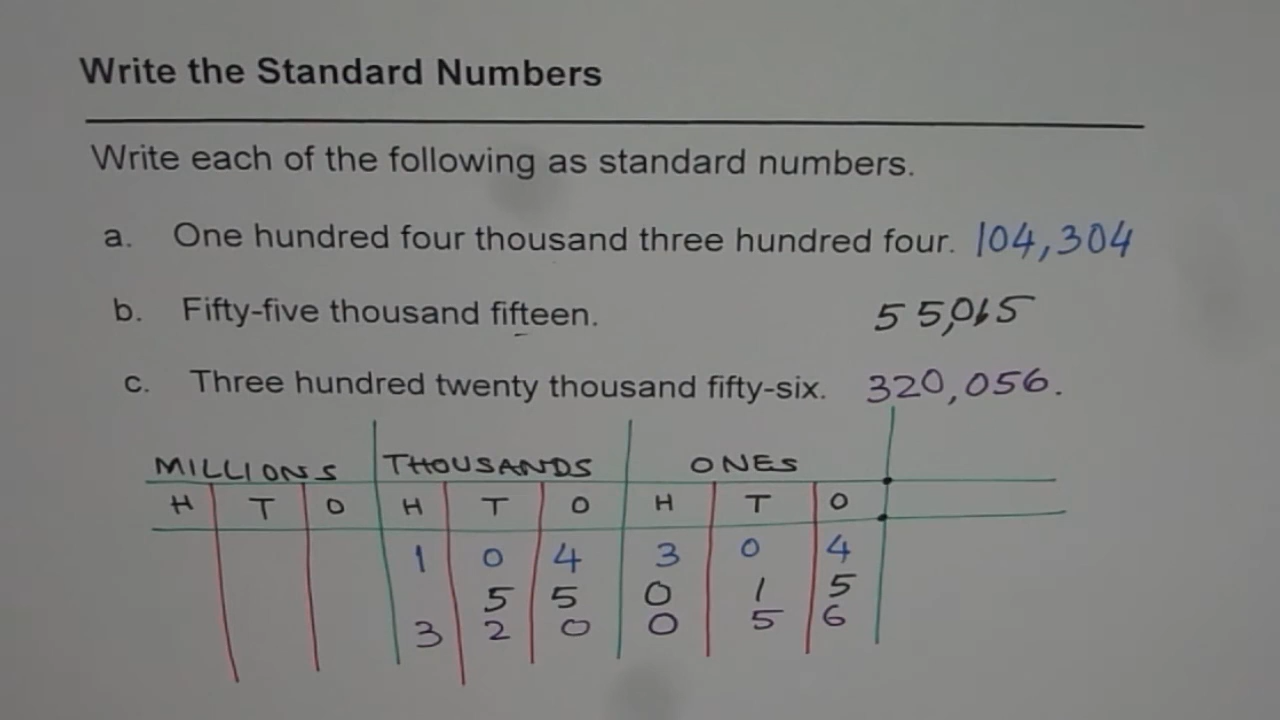 Write the Standard Numbers
Write each of the following as standard numbers.
a. One hundred four thousand three hundred four. 104,304
b. Fifty-five thousand fifteen. 55,015
c. Three hundred twenty thousand fifty-six. 320,056.
MILLIONS THOUSANDS ONES
H T O H T O H T O
1 0 4 3 0 4
5 5 0 1 5
3 2 0 0 5 6